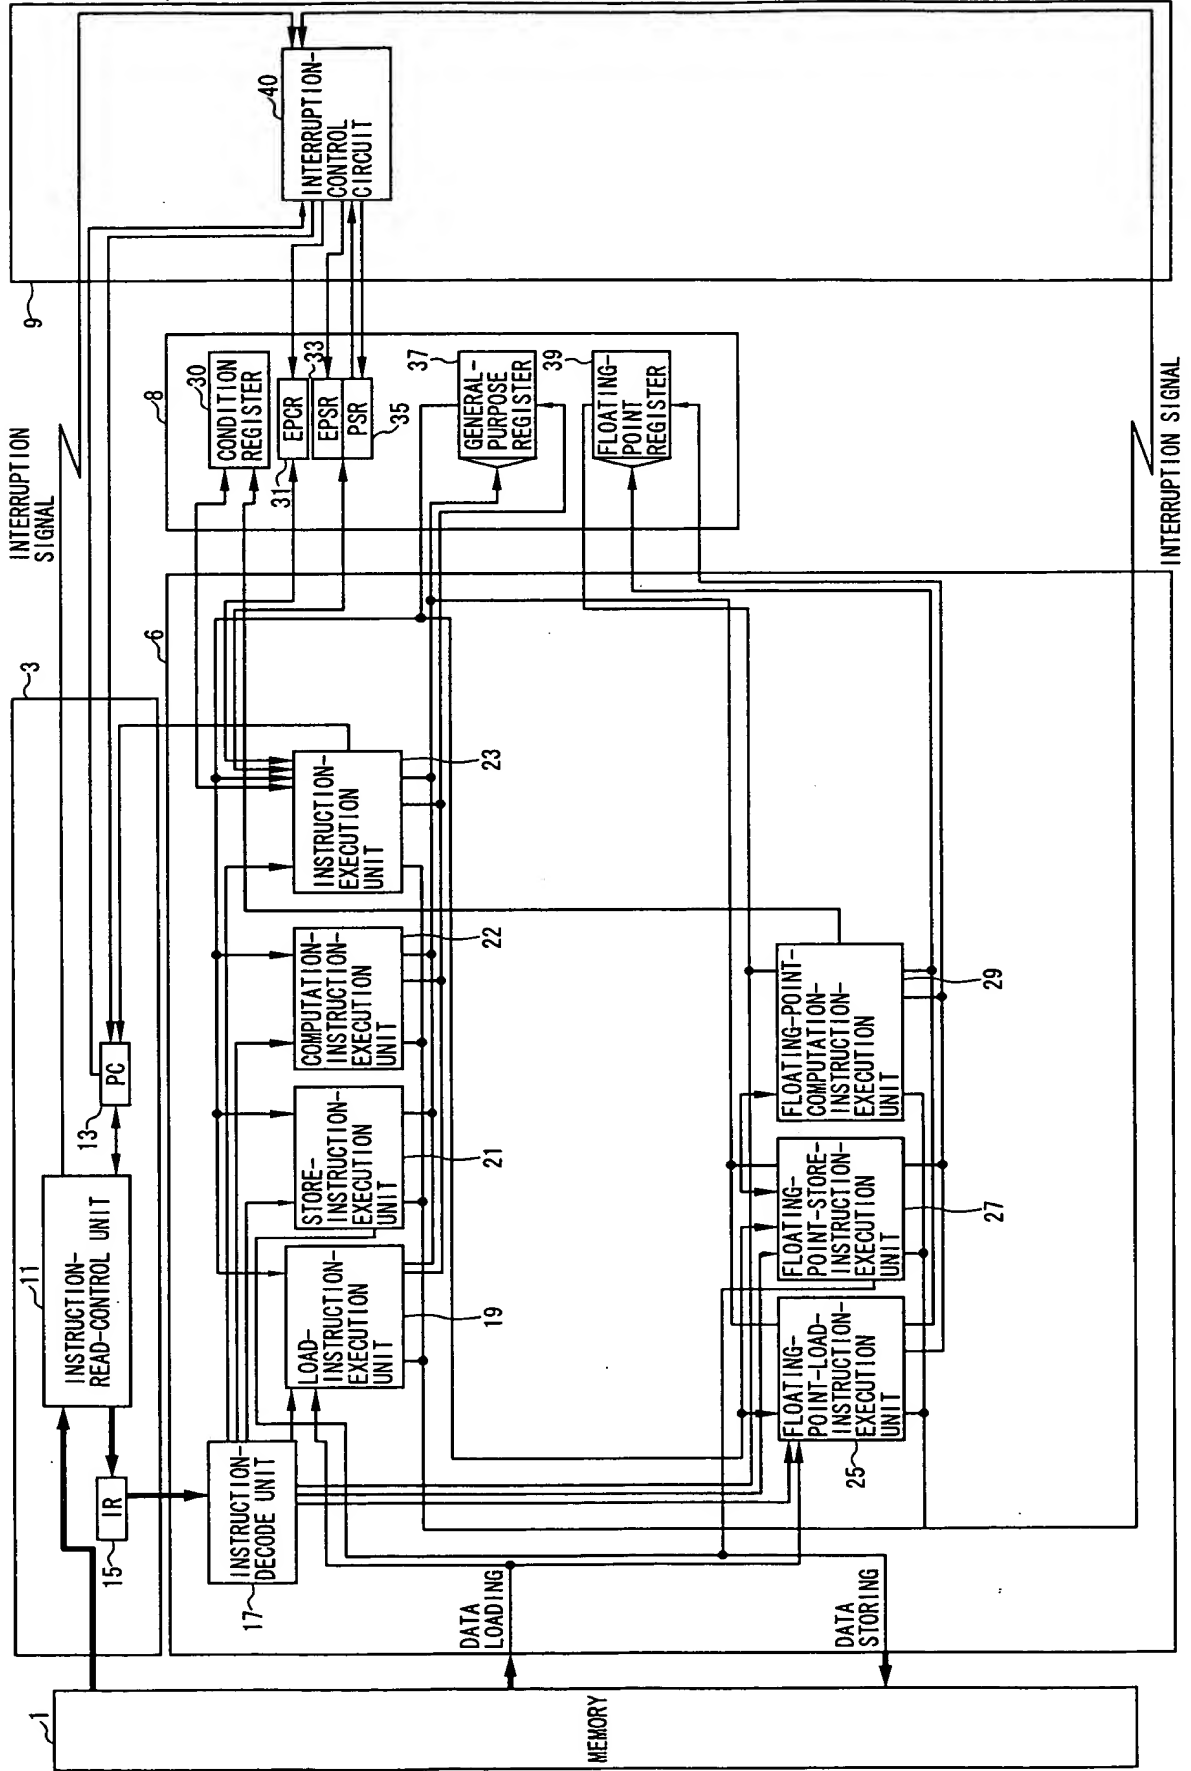 1
MEMORY
3
11
INSTRUCTION-
READ-CONTROL UNIT
13
PC
15
IR
INTERRUPTION
SIGNAL
6
17
INSTRUCTION-
DECODE UNIT
LOAD-
INSTRUCTION-
EXECUTION
UNIT
19
STORE-
INSTRUCTION-
EXECUTION
UNIT
21
COMPUTATION-
INSTRUCTION-
EXECUTION
UNIT
22
INSTRUCTION-
EXECUTION
UNIT
23
DATA
LOADING
DATA
STORING
FLOATING-
POINT-LOAD-
INSTRUCTION-
EXECUTION
UNIT
25
FLOATING-
POINT-STORE-
INSTRUCTION-
EXECUTION
UNIT
27
FLOATING-POINT-
COMPUTATION-
INSTRUCTION-
EXECUTION
UNIT
29
8
30
CONDITION
REGISTER
31
EPCR
33
EPSR
PSR
35
37
GENERAL-
PURPOSE
REGISTER
39
FLOATING-
POINT
REGISTER
9
40
INTERRUPTION-
CONTROL
CIRCUIT
INTERRUPTION SIGNAL